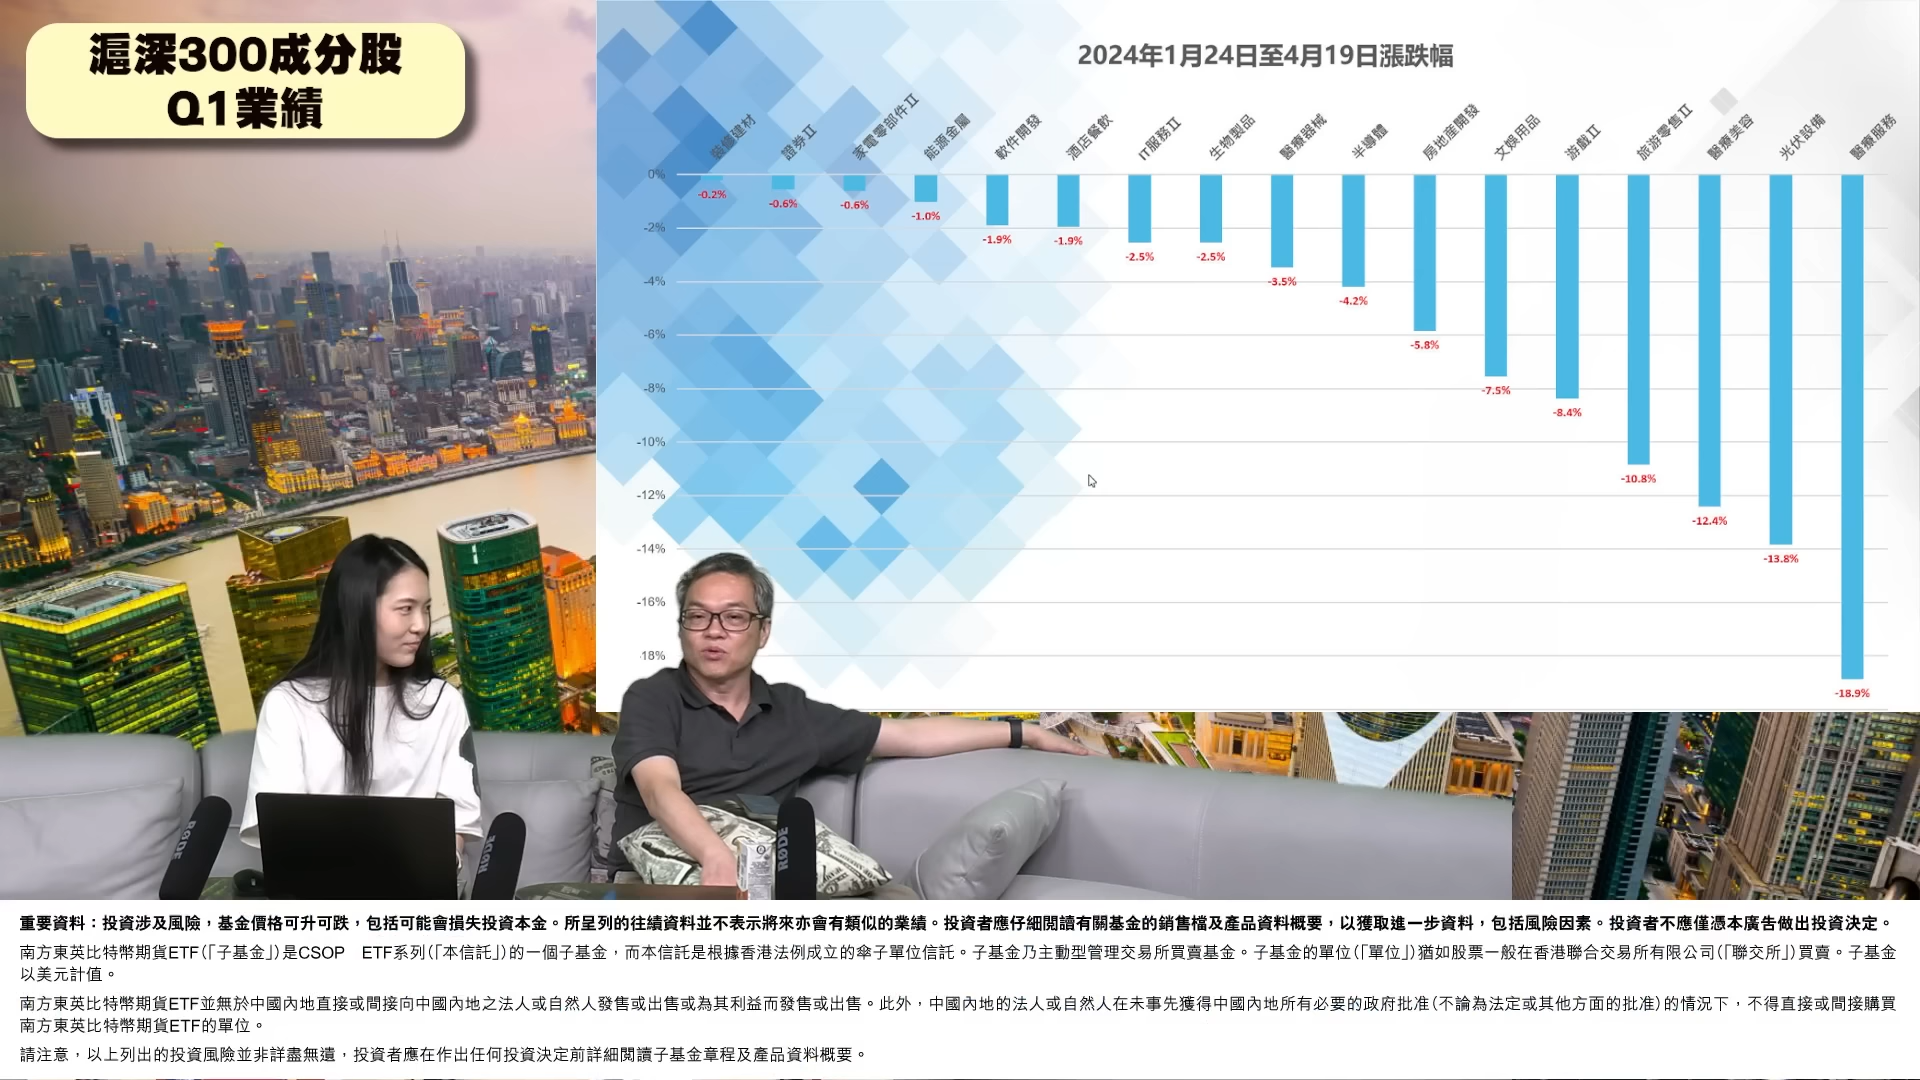 滬深300成分股
Q1業績
2024年1月24日至4月19日漲跌幅
裝修建材
證券Ⅱ
家電零部件Ⅱ
能源金屬
軟件開發
酒店餐飲
IT服務Ⅱ
生物製品
醫療器械
半導體
房地產開發
文娛用品
游戲Ⅱ
旅游零售Ⅱ
醫療美容
光伏設備
醫療服務
0%
-2%
-4%
-6%
-8%
-10%
-12%
-14%
-16%
-18%
-0.2%
-0.6%
-0.6%
-1.0%
-1.9%
-1.9%
-2.5%
-2.5%
-3.5%
-4.2%
-5.8%
-7.5%
-8.4%
-10.8%
-12.4%
-13.8%
-18.9%
RØDE
RØDE
RØDE
重要資料：投資涉及風險，基金價格可升可跌，包括可能會損失投資本金。所呈列的往績資料並不表示將來亦會有類似的業績。投資者應仔細閱讀有關基金的銷售檔及產品資料概要，以獲取進一步資料，包括風險因素。投資者不應僅憑本廣告做出投資決定。
南方東英比特幣期貨ETF(｢子基金｣)是CSOP　ETF系列(｢本信託｣)的一個子基金，而本信託是根據香港法例成立的傘子單位信託。子基金乃主動型管理交易所買賣基金。子基金的單位(｢單位｣)猶如股票一般在香港聯合交易所有限公司(｢聯交所｣)買賣。子基金
以美元計值。
南方東英比特幣期貨ETF並無於中國內地直接或間接向中國內地之法人或自然人發售或出售或為其利益而發售或出售。此外，中國內地的法人或自然人在未事先獲得中國內地所有必要的政府批准(不論為法定或其他方面的批准)的情況下，不得直接或間接購買
南方東英比特幣期貨ETF的單位。
請注意，以上列出的投資風險並非詳盡無遺，投資者應在作出任何投資決定前詳細閱讀子基金章程及產品資料概要。